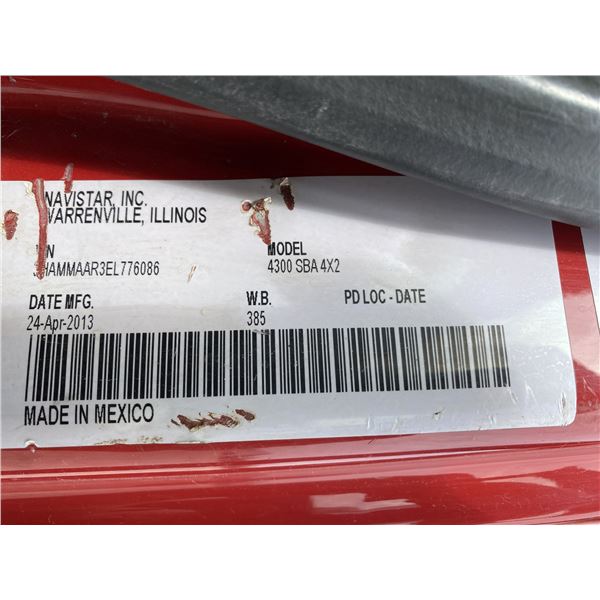 NAVISTAR, INC.
WARRENVILLE, ILLINOIS
MODEL
HAMMAAR3EL776086
4300 SBA 4X2
DATE MFG.
W.B.
PD LOC - DATE
24-Apr-2013
385
MADE IN MEXICO